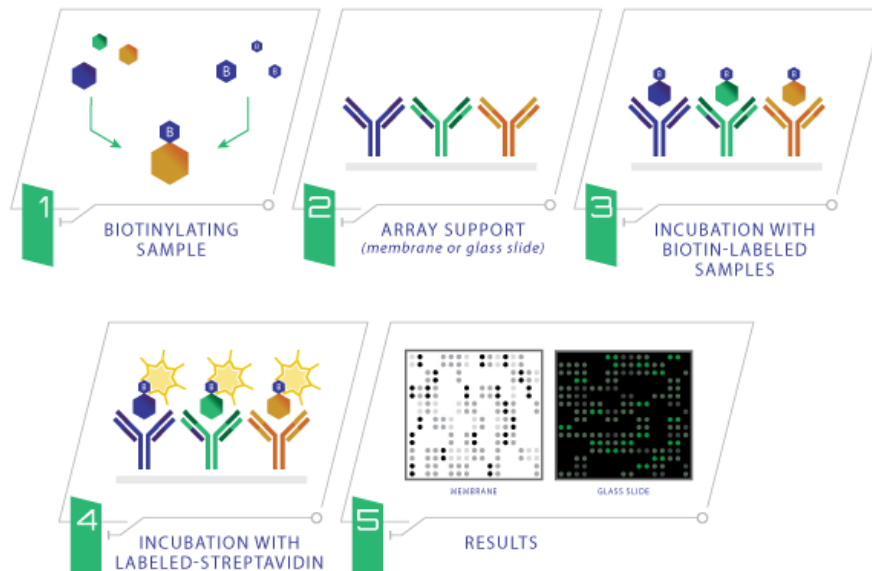 B
B
B
B
1
BIOTINYLATING
SAMPLE
2
ARRAY SUPPORT
(membrane or glass slide)
B
B
B
3
INCUBATION WITH
BIOTIN-LABELED
SAMPLES
B
B
B
4
INCUBATION WITH
LABELED-STREPTAVIDIN
MEMBRANE
GLASS SLIDE
5
RESULTS